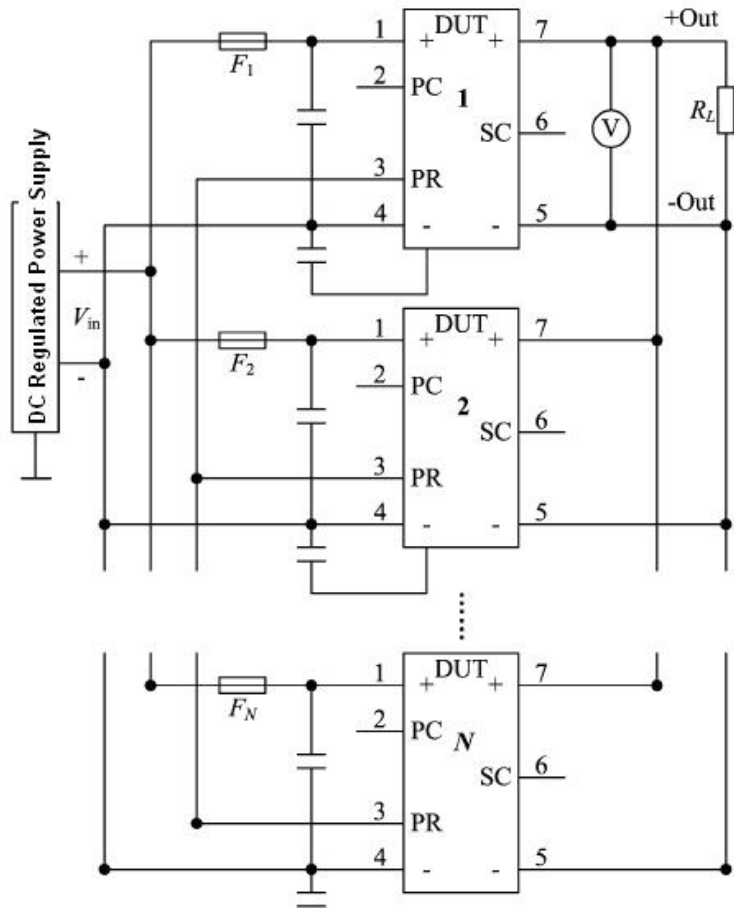 1 + DUT + 7 +Out
F1
2 PC
1
SC 6
RL
V
3 PR
4 - - 5 -Out
DC Regulated Power Supply
+
Vin
-
1 + DUT + 7
F2
2 PC
2
SC 6
3 PR
4 - - 5
1 + DUT + 7
FN
2 PC
N
SC 6
3 PR
4 - - 5